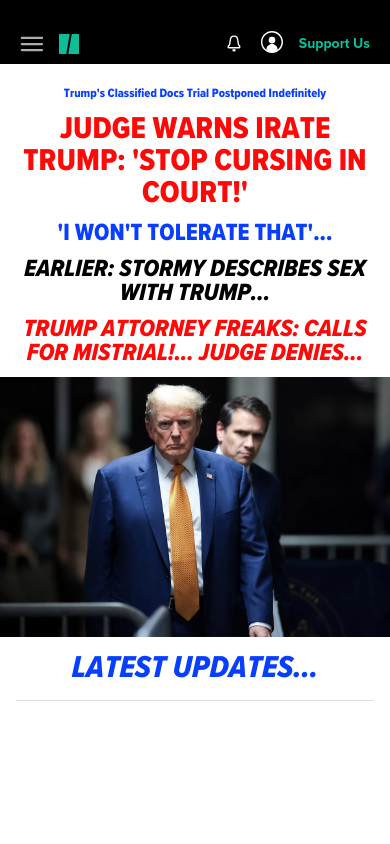 Support Us
Trump's Classified Docs Trial Postponed Indefinitely
JUDGE WARNS IRATE
TRUMP: 'STOP CURSING IN
COURT!'
'I WON'T TOLERATE THAT'...
EARLIER: STORMY DESCRIBES SEX
WITH TRUMP...
TRUMP ATTORNEY FREAKS: CALLS
FOR MISTRIAL!... JUDGE DENIES...
LATEST UPDATES...